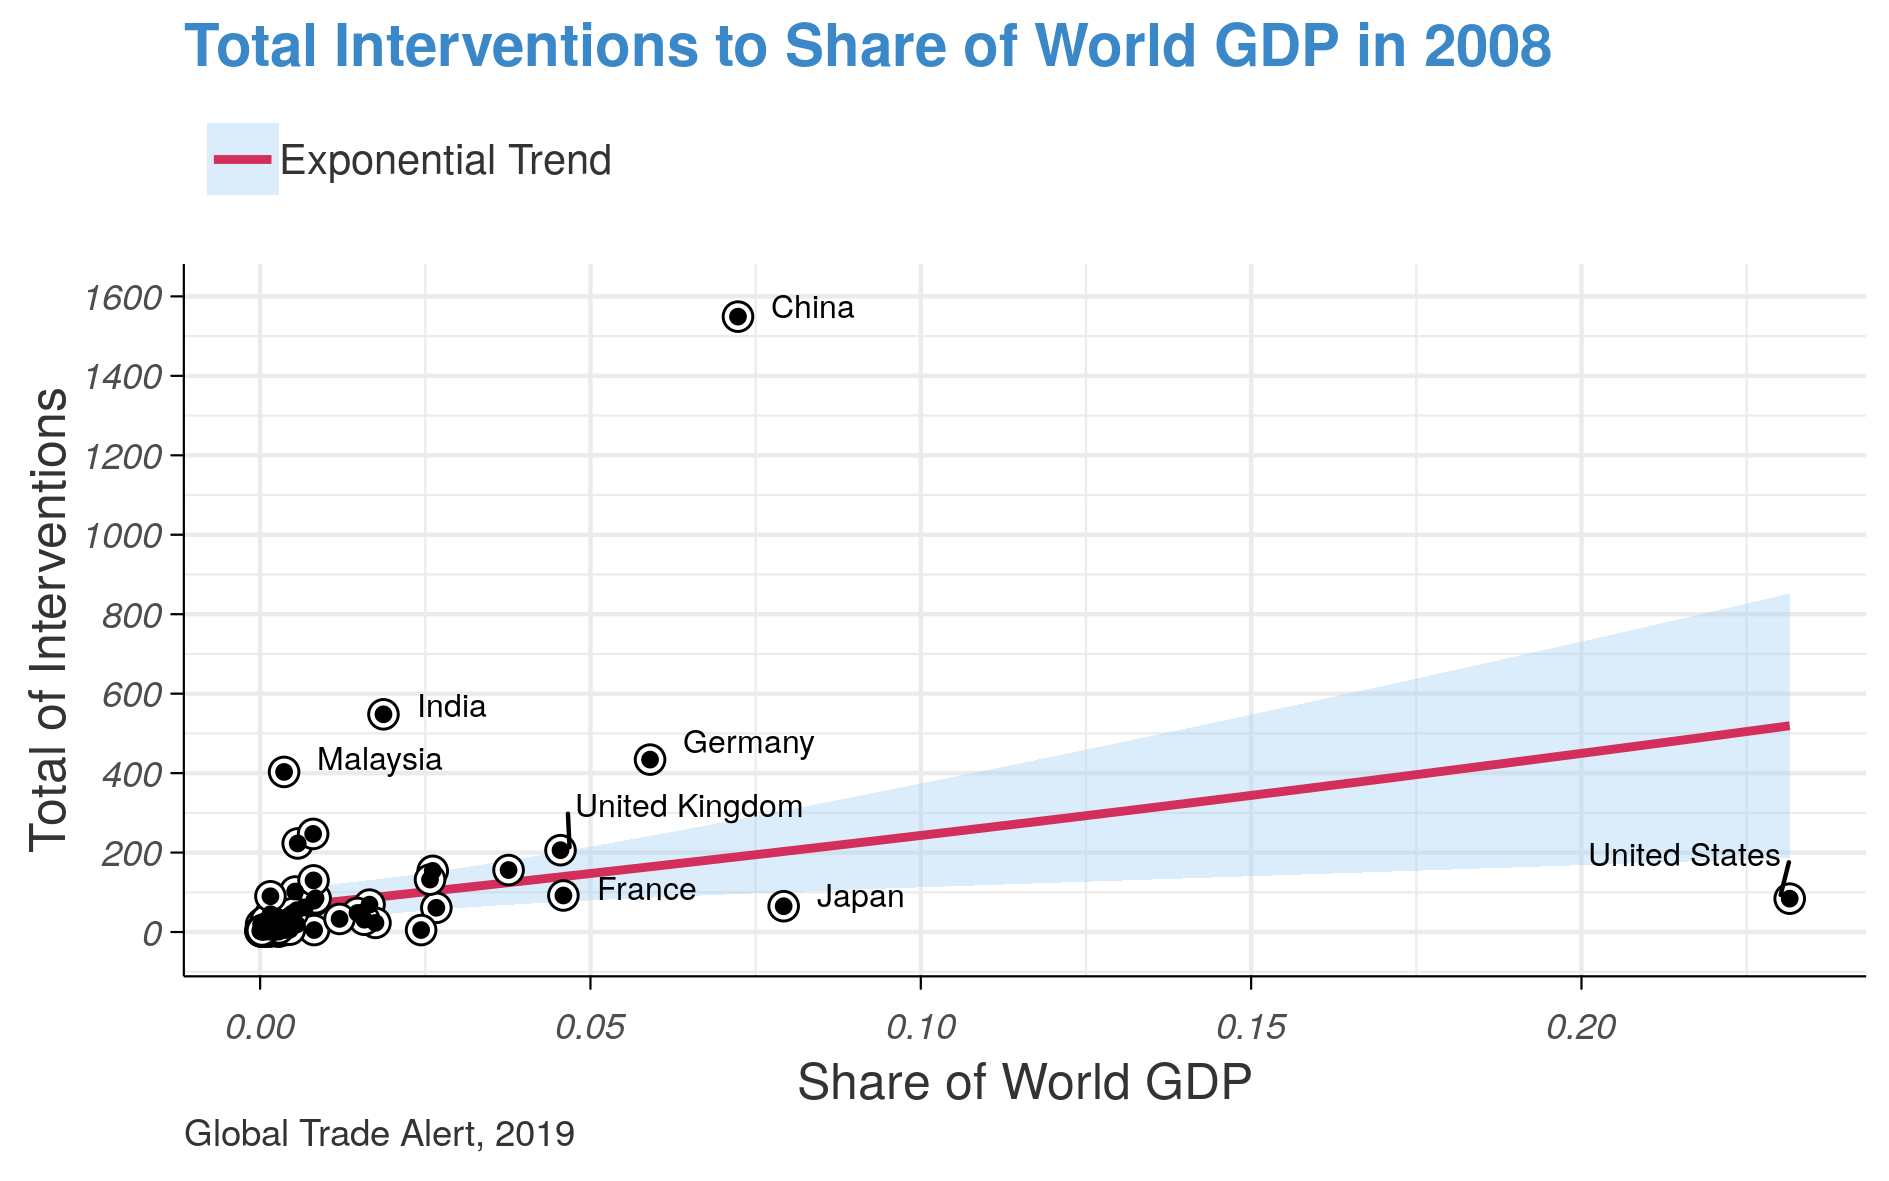 Total Interventions to Share of World GDP in 2008
Exponential Trend
Total of Interventions
1600
1400
1200
1000
800
600
400
200
0
China
India
Malaysia
Germany
United Kingdom
France
Japan
United States
0.00
0.05
0.10
0.15
0.20
Share of World GDP
Global Trade Alert, 2019